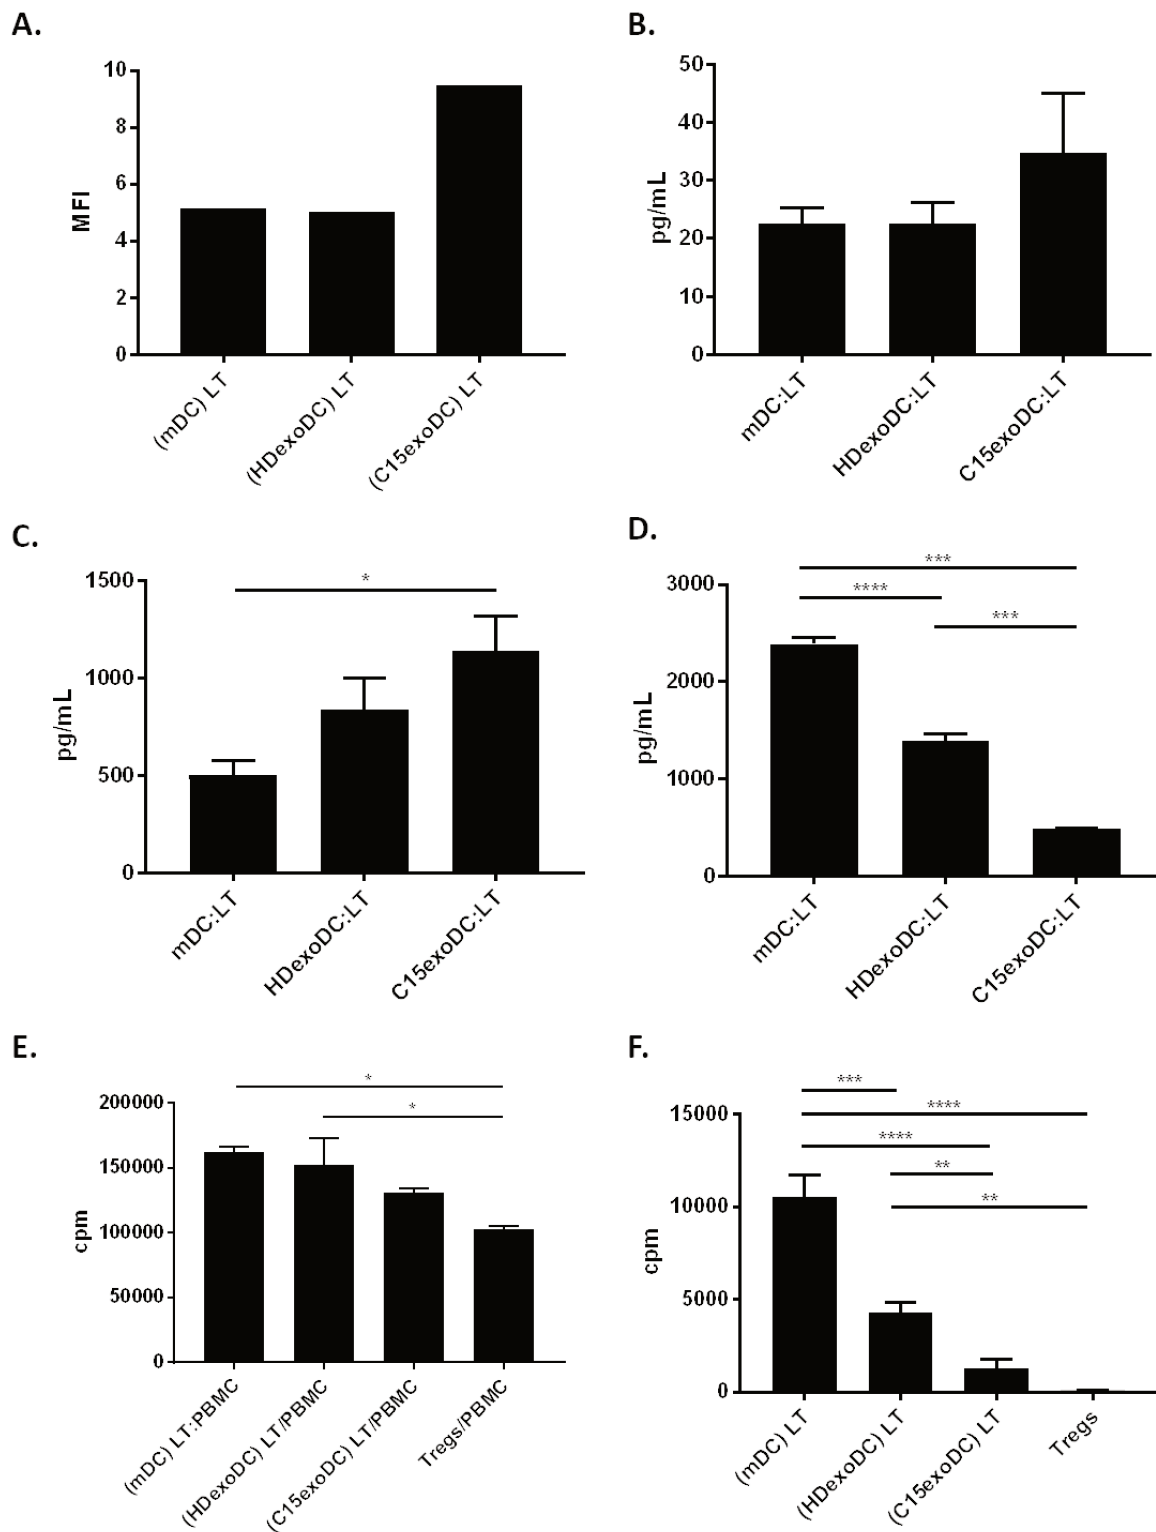 A.
MFI
10
8
6
4
2
0
(mDC) LT
(HDexoDC) LT
(C15exoDC) LT
B.
pg/mL
50
40
30
20
10
0
mDC:LT
HDexoDC:LT
C15exoDC:LT
C.
pg/mL
1500
1000
500
0
*
mDC:LT
HDexoDC:LT
C15exoDC:LT
D.
pg/mL
3000
2000
1000
0
***
****
***
mDC:LT
HDexoDC:LT
C15exoDC:LT
E.
cpm
200000
150000
100000
50000
0
*
*
(mDC) LT:PBMC
(HDexoDC) LT/PBMC
(C15exoDC) LT/PBMC
Tregs/PBMC
F.
cpm
15000
10000
5000
0
***
****
****
**
**
(mDC) LT
(HDexoDC) LT
(C15exoDC) LT
Tregs